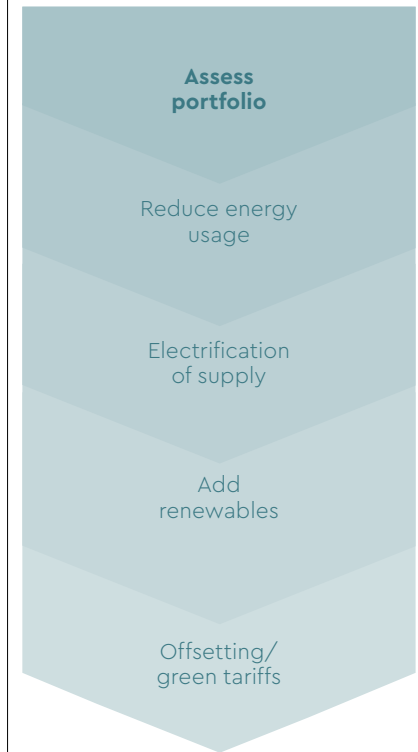 Assess
portfolio
Reduce energy
usage
Electrification
of supply
Add
renewables
Offsetting/
green tariffs